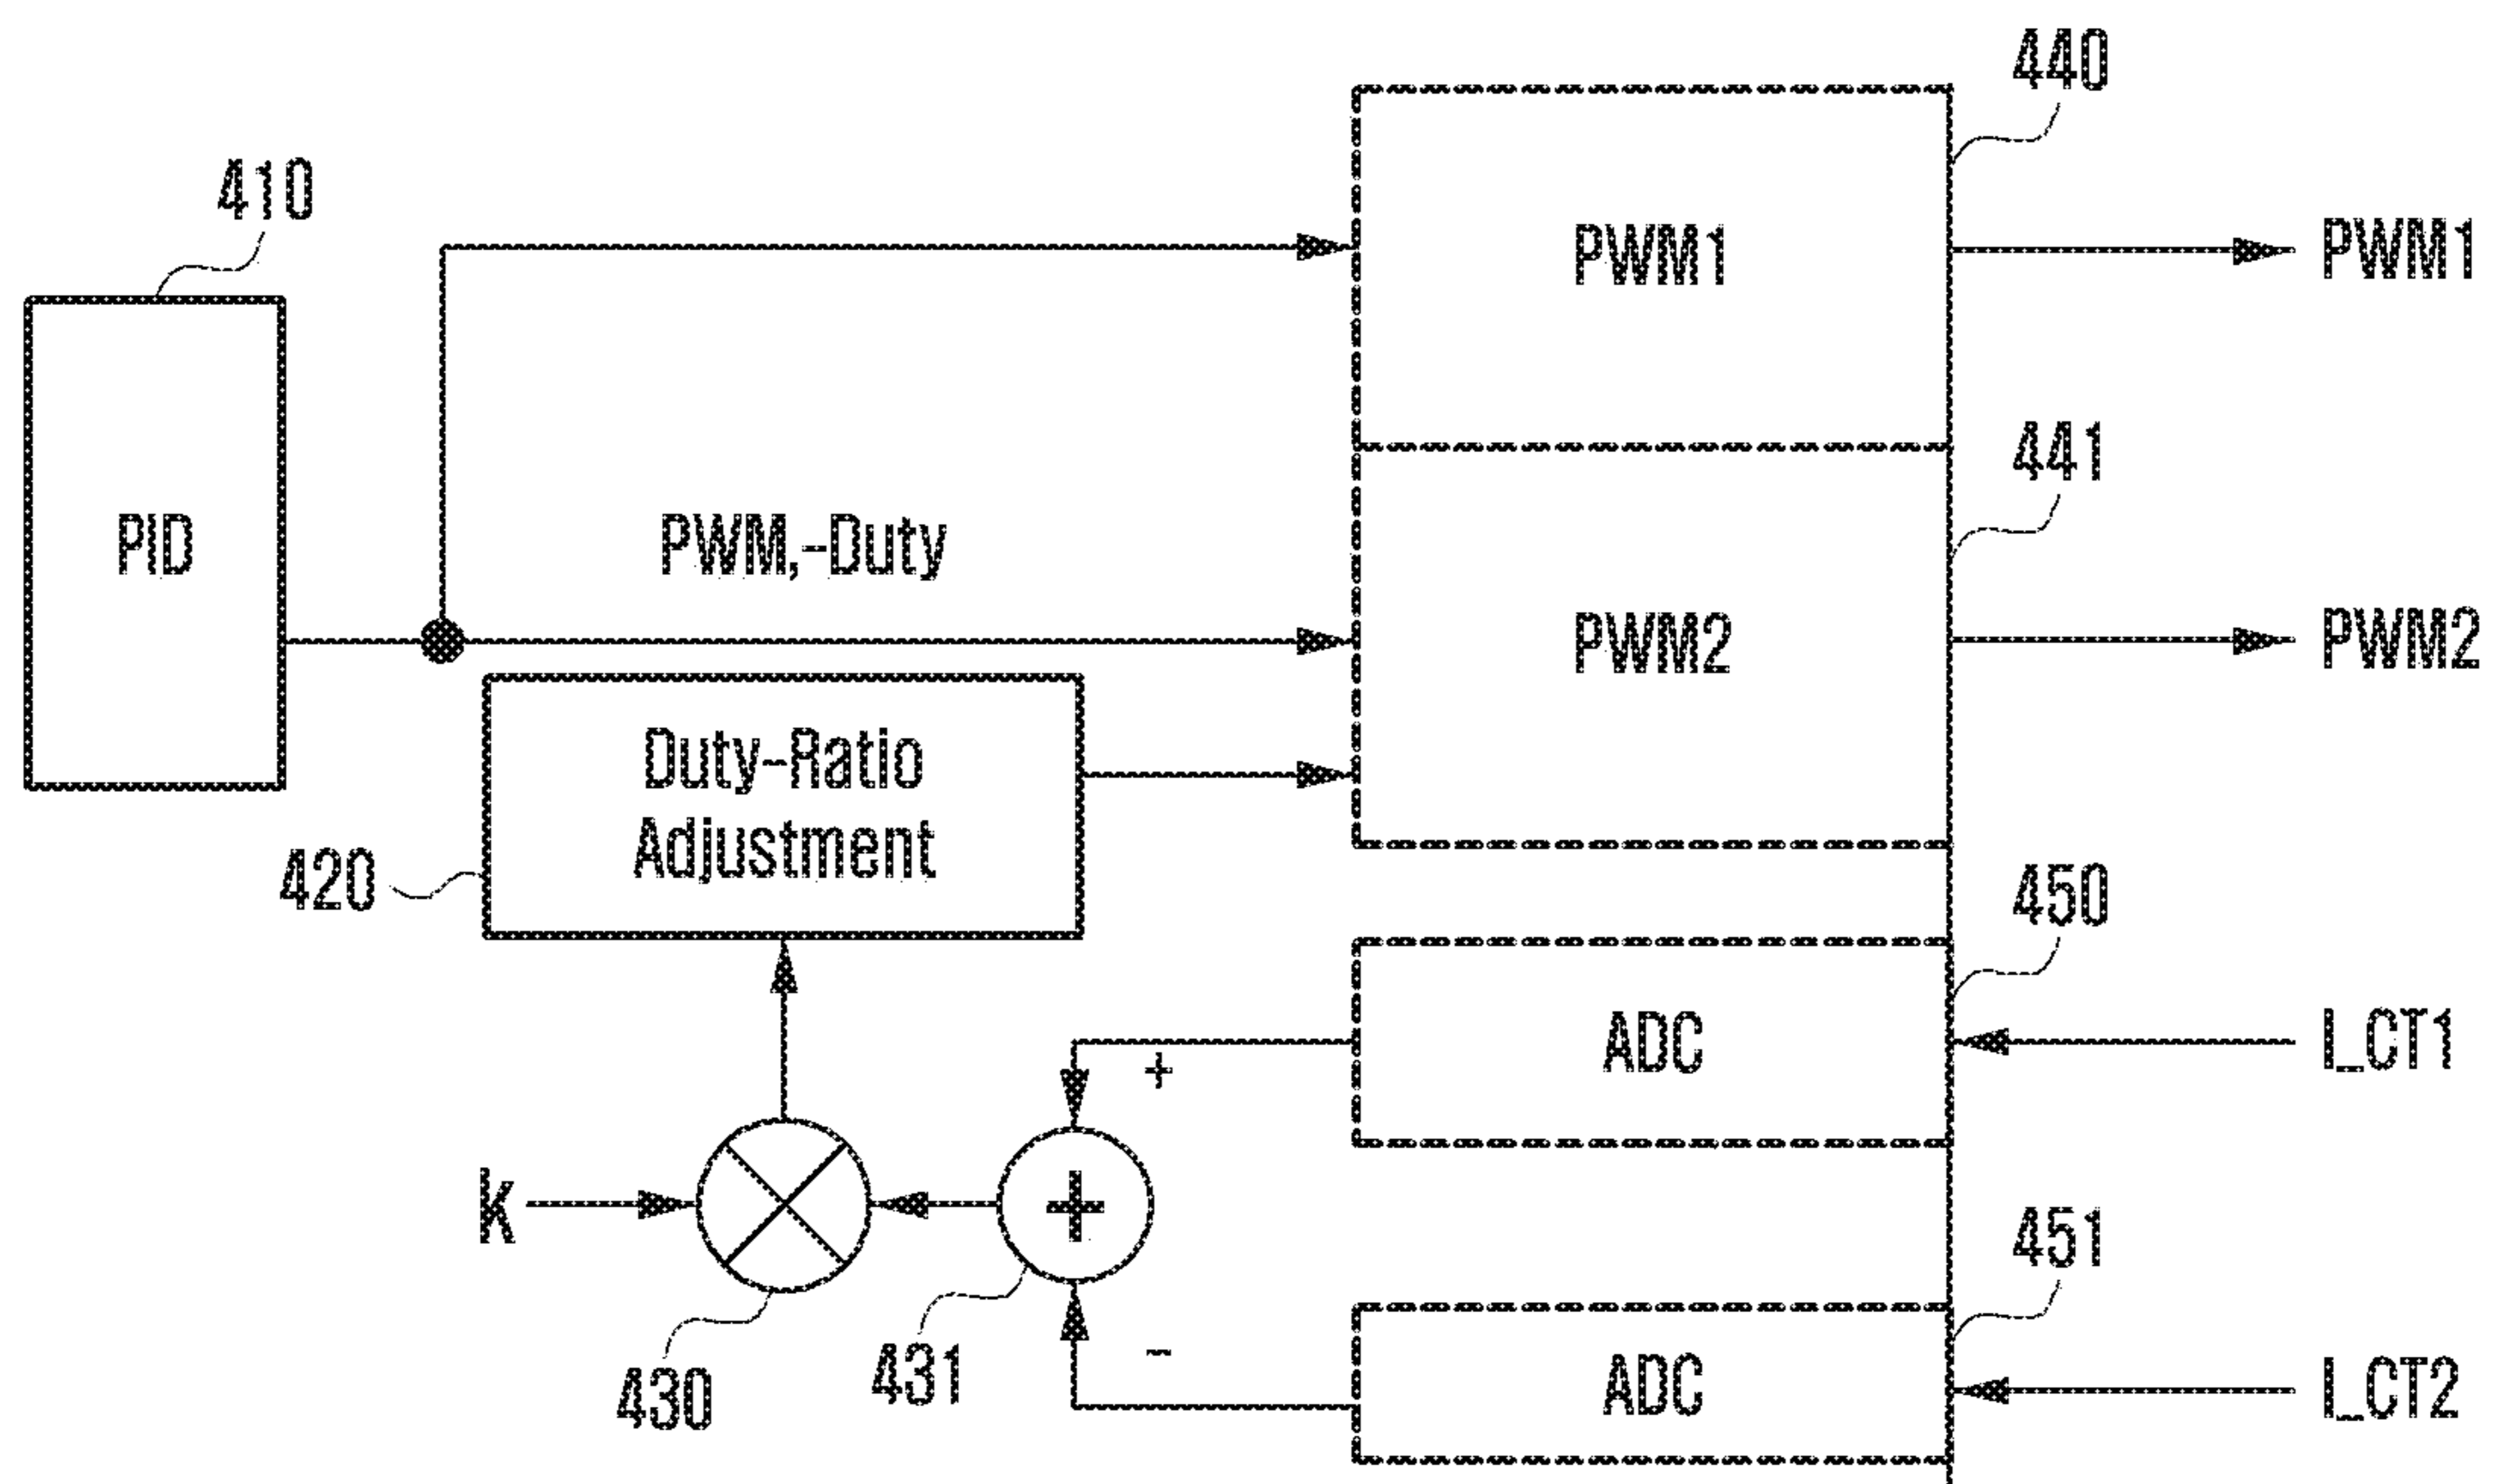 440
410
PWM1
PWM1
441
PID
PWM,-Duty
PWM2
PWM2
Duty-Ratio
Adjustment
420
450
+
ADC
I_CT1
K
+
451
-
430
431
ADC
I_CT2